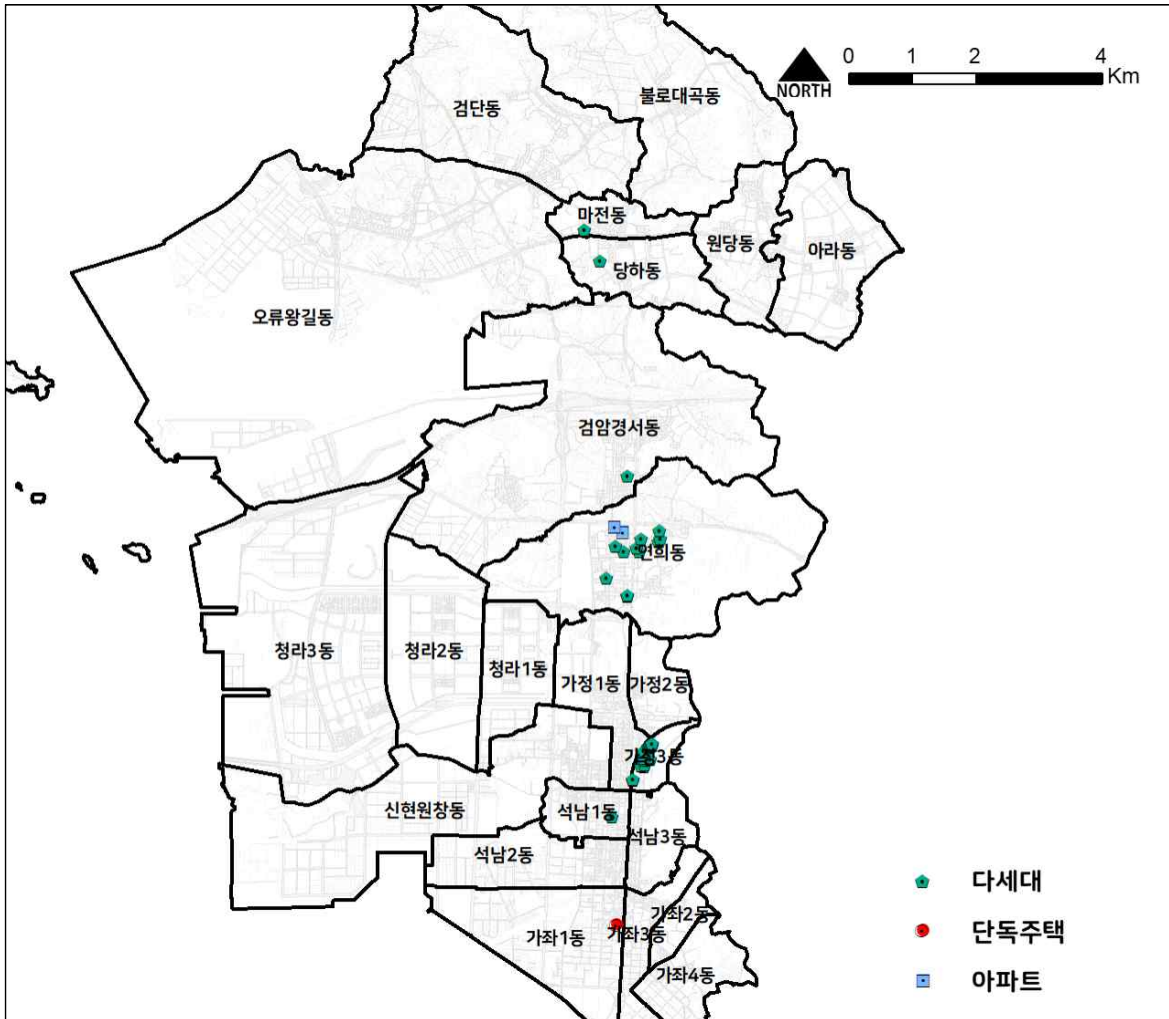 0 1 2 4
Km
NORTH
검단동
불로대곡동
마전동
원당동
아라동
당하동
오류왕길동
검암경서동
연희동
청라3동
청라2동
청라1동
가정1동
가정2동
가정3동
신현원창동
석남1동
석남3동
석남2동
가좌2동
가좌1동
가좌3동
가좌4동
다세대
단독주택
아파트